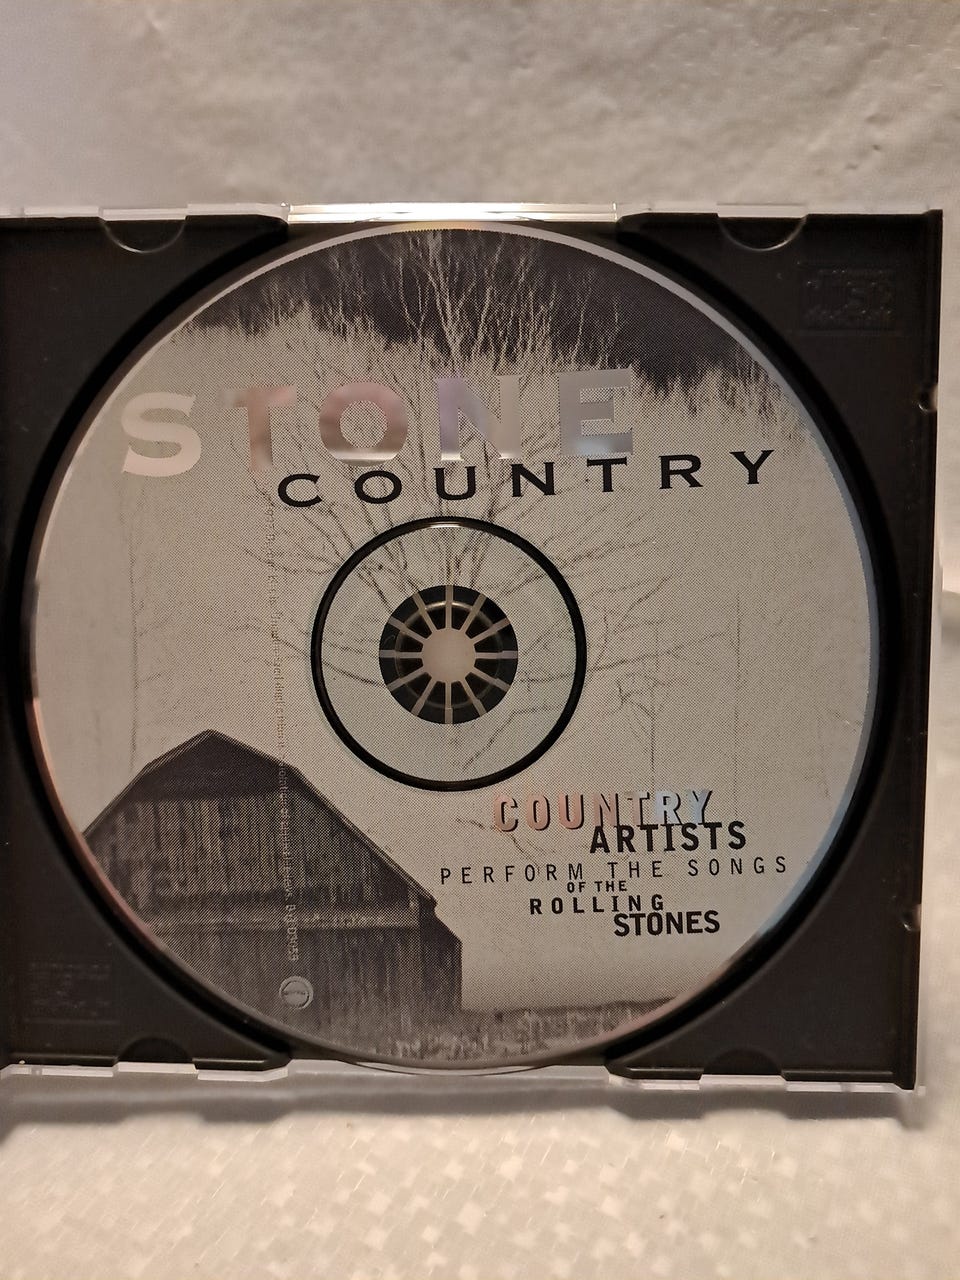 STONE
COUNTRY
COUNTRY
ARTISTS
PERFORM THE SONGS
OF THE
ROLLING
STONES